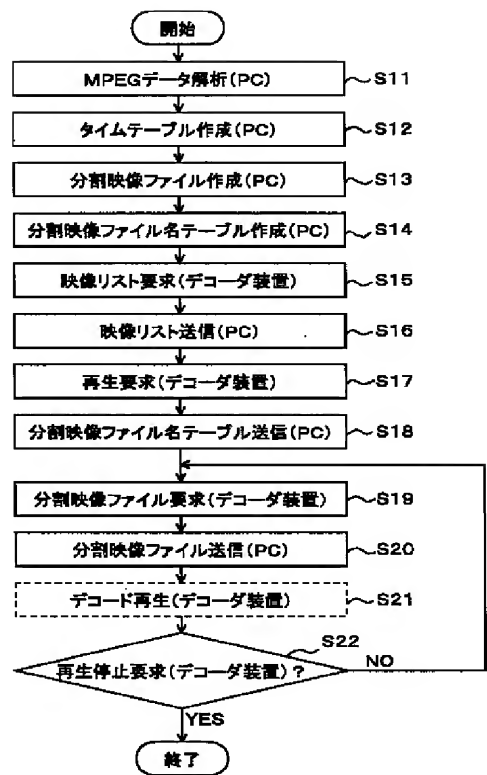 開始
MPEGデータ解析(PC) S11
タイムテーブル作成(PC) S12
分割映像ファイル作成(PC) S13
分割映像ファイル名テーブル作成(PC) S14
映像リスト要求(デコーダ装置) S15
映像リスト送信(PC) S16
再生要求(デコーダ装置) S17
分割映像ファイル名テーブル送信(PC) S18
分割映像ファイル要求(デコーダ装置) S19
分割映像ファイル送信(PC) S20
デコード再生(デコーダ装置) S21
S22
再生停止要求(デコーダ装置)? NO
YES
終了